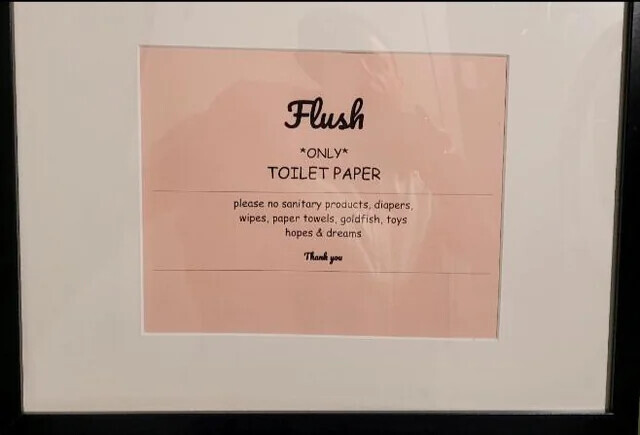 Flush
*ONLY*
TOILET PAPER
please no sanitary products, diapers,
wipes, paper towels, goldfish, toys
hopes & dreams
Thank you